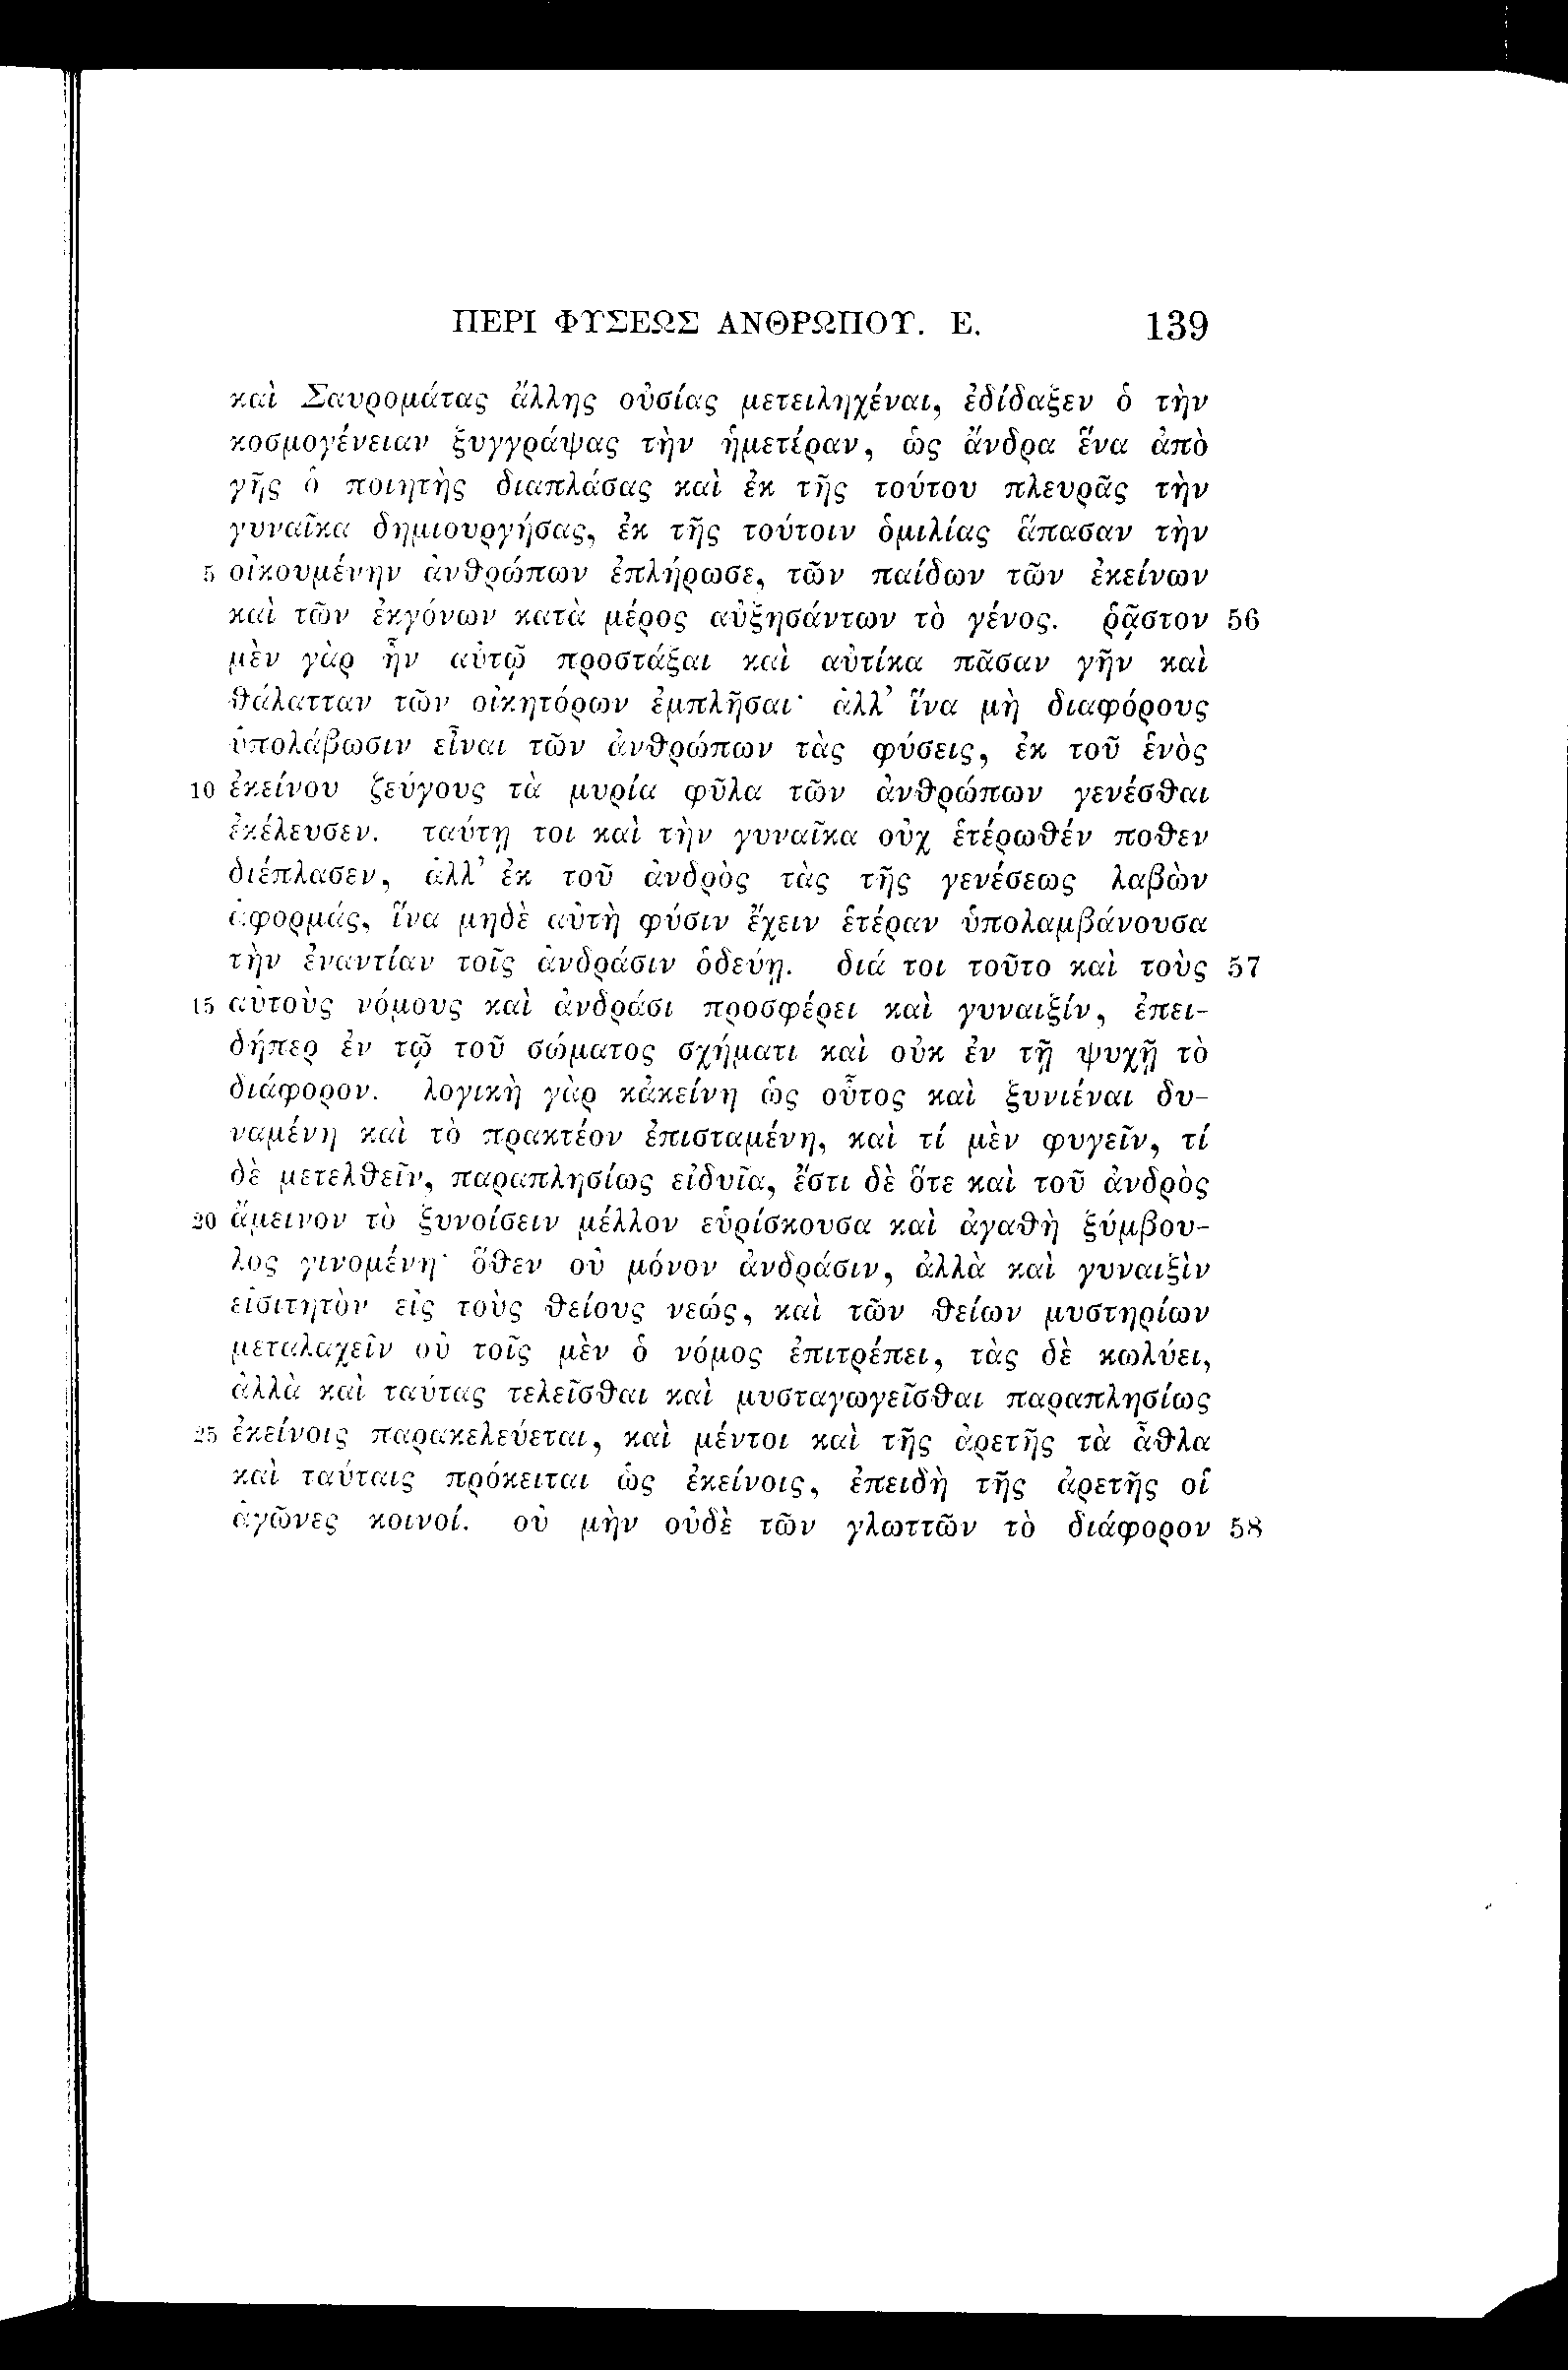 ΠΕΡΙ ΦΥΣΕΩΣ ΑΝΘΡΩΠΟΥ. Ε. 139
καὶ Σαυρομάτας ἄλλης οὐσίας μετειληχέναι, ἐδίδαξεν ὁ τὴν
κοσμογένειαν ξυγγράψας τὴν ἡμετέραν, ὡς ἄνδρα ἕνα ἀπὸ
γῆς ὁ ποιητὴς διαπλάσας καὶ ἐκ τῆς τούτου πλευρᾶς τὴν
γυναῖκα δημιουργήσας, ἐκ τῆς τούτοιν ὁμιλίας ἅπασαν τὴν
5 οἰκουμένην ἀνθρώπων ἐπλήρωσε, τῶν παίδων τῶν ἐκείνων
καὶ τῶν ἐκγόνων κατὰ μέρος αὐξησάντων τὸ γένος. ῥᾷστον 56
μὲν γὰρ ἦν αὐτῷ προστάξαι καὶ αὐτίκα πᾶσαν γῆν καὶ
θάλατταν τῶν οἰκητόρων ἐμπλῆσαι· ἀλλ’ ἵνα μὴ διαφόρους
ὑπολάβωσιν εἶναι τῶν ἀνθρώπων τὰς φύσεις, ἐκ τοῦ ἑνὸς
10 ἐκείνου ζεύγους τὰ μυρία φῦλα τῶν ἀνθρώπων γενέσθαι
ἐκέλευσεν. ταύτῃ τοι καὶ τὴν γυναῖκα οὐχ ἑτέρωθέν ποθεν
διέπλασεν, ἀλλ’ ἐκ τοῦ ἀνδρὸς τὰς τῆς γενέσεως λαβὼν
ἀφορμάς, ἵνα μηδὲ αὐτὴ φύσιν ἔχειν ἑτέραν ὑπολαμβάνουσα
τὴν ἐναντίαν τοῖς ἀνδράσιν ὁδεύῃ. διά τοι τοῦτο καὶ τοὺς 57
15 αὐτοὺς νόμους καὶ ἀνδράσι προσφέρει καὶ γυναιξίν, ἐπει-
δήπερ ἐν τῷ τοῦ σώματος σχήματι καὶ οὐκ ἐν τῇ ψυχῇ τὸ
διάφορον. λογικὴ γὰρ κἀκείνη ὡς οὗτος καὶ ξυνιέναι δυ-
ναμένη καὶ τὸ πρακτέον ἐπισταμένη, καὶ τί μὲν φυγεῖν, τί
δὲ μετελθεῖν, παραπλησίως εἰδυῖα, ἔστι δὲ ὅτε καὶ τοῦ ἀνδρὸς
20 ἄμεινον τὸ ξυνοίσειν μέλλον εὑρίσκουσα καὶ ἀγαθὴ ξύμβου-
λος γινομένη· ὅθεν οὐ μόνον ἀνδράσιν, ἀλλὰ καὶ γυναιξὶν
εἰσιτητὸν εἰς τοὺς θείους νεώς, καὶ τῶν θείων μυστηρίων
μεταλαχεῖν οὐ τοῖς μὲν ὁ νόμος ἐπιτρέπει, τὰς δὲ κωλύει,
ἀλλὰ καὶ ταύτας τελεῖσθαι καὶ μυσταγωγεῖσθαι παραπλησίως
25 ἐκείνοις παρακελεύεται, καὶ μέντοι καὶ τῆς ἀρετῆς τὰ ἆθλα
καὶ ταύταις πρόκειται ὡς ἐκείνοις, ἐπειδὴ τῆς ἀρετῆς οἱ
ἀγῶνες κοινοί. οὐ μὴν οὐδὲ τῶν γλωττῶν τὸ διάφορον 58